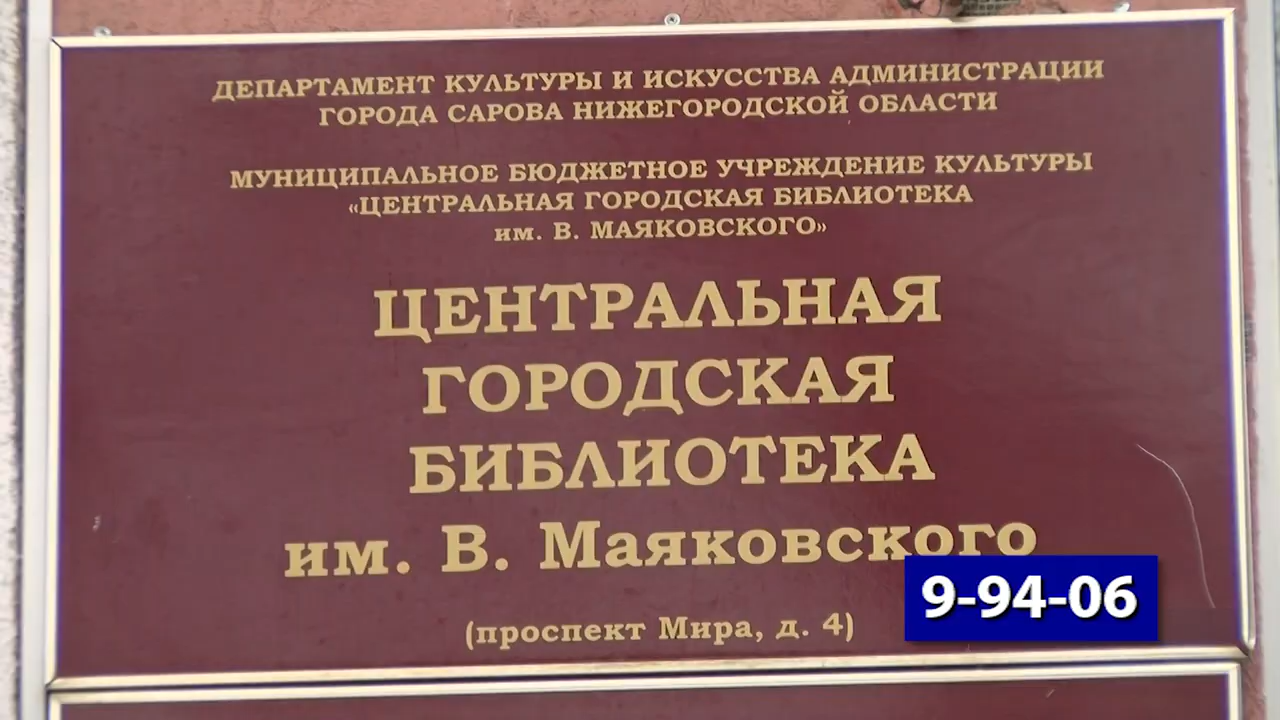 ДЕПАРТАМЕНТ КУЛЬТУРЫ И ИСКУССТВА АДМИНИСТРАЦИИ
ГОРОДА САРОВА НИЖЕГОРОДСКОЙ ОБЛАСТИ
МУНИЦИПАЛЬНОЕ БЮДЖЕТНОЕ УЧРЕЖДЕНИЕ КУЛЬТУРЫ
«ЦЕНТРАЛЬНАЯ ГОРОДСКАЯ БИБЛИОТЕКА
им. В. МАЯКОВСКОГО»
ЦЕНТРАЛЬНАЯ
ГОРОДСКАЯ
БИБЛИОТЕКА
им. В. Маяковского
(проспект Мира, д. 4)
9-94-06